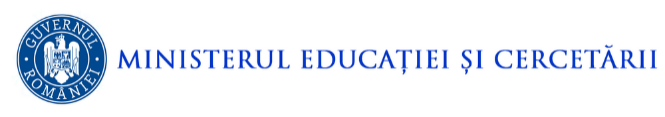 GUVERNUL ROMÂNIEI
MINISTERUL EDUCAȚIEI ȘI CERCETĂRII